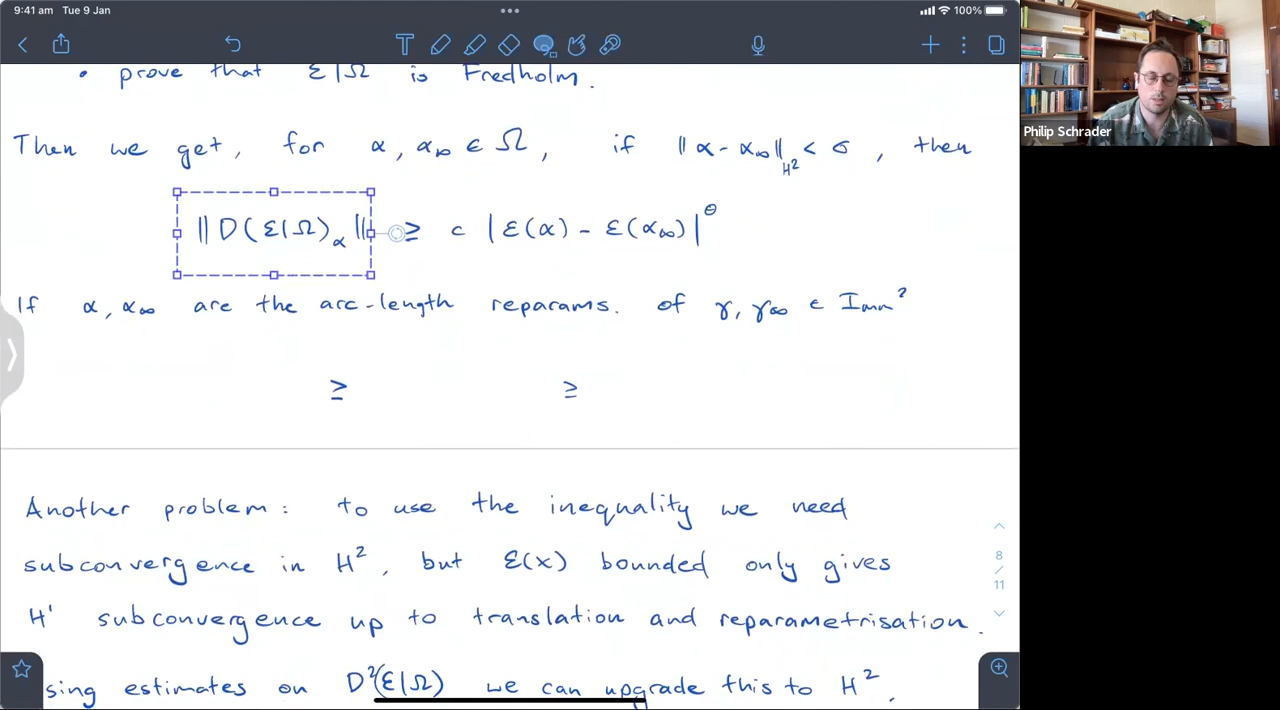 9:41 am Tue 9 Jan
100%
• prove that ℰ|Ω is Fredholm.
Then we get, for α, α∞ ∈ Ω, if ‖α - α∞‖_H² < σ, then
‖D(ℰ|Ω)_α‖ ≥ c |ℰ(α) - ℰ(α∞)|^θ
If α, α∞ are the arc-length reparams. of γ, γ∞ ∈ Imm²
≥ ≥
Another problem: to use the inequality we need
subconvergence in H², but ℰ(x) bounded only gives
H' subconvergence up to translation and reparametrisation.
sing estimates on D²(ℰ|Ω) we can upgrade this to H².
8
/
11
Philip Schrader